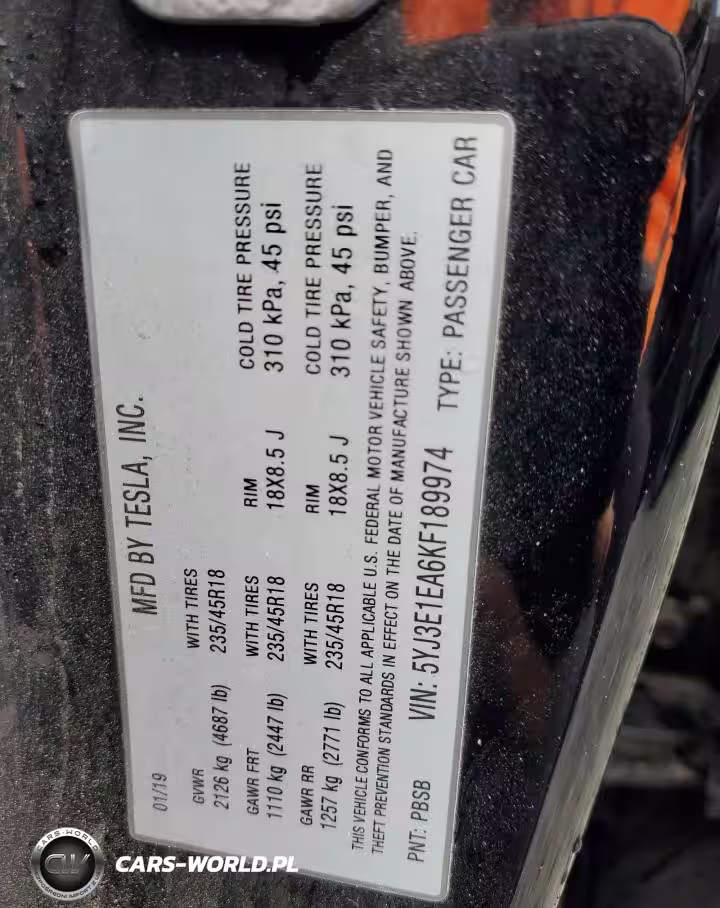 MFD BY TESLA, INC.
01/19
GVWR
2126 kg (4687 lb)
WITH TIRES
235/45R18
GAWR FRT
1110 kg (2447 lb)
WITH TIRES
235/45R18
RIM
18X8.5 J
COLD TIRE PRESSURE
310 kPa, 45 psi
GAWR RR
1257 kg (2771 lb)
WITH TIRES
235/45R18
RIM
18X8.5 J
COLD TIRE PRESSURE
310 kPa, 45 psi
THIS VEHICLE CONFORMS TO ALL APPLICABLE U.S. FEDERAL MOTOR VEHICLE SAFETY, BUMPER, AND
THEFT PREVENTION STANDARDS IN EFFECT ON THE DATE OF MANUFACTURE SHOWN ABOVE.
PNT: PBSB VIN: 5YJ3E1EA6KF189974 TYPE: PASSENGER CAR
CARS-WORLD
CW
CARS-WORLD.PL